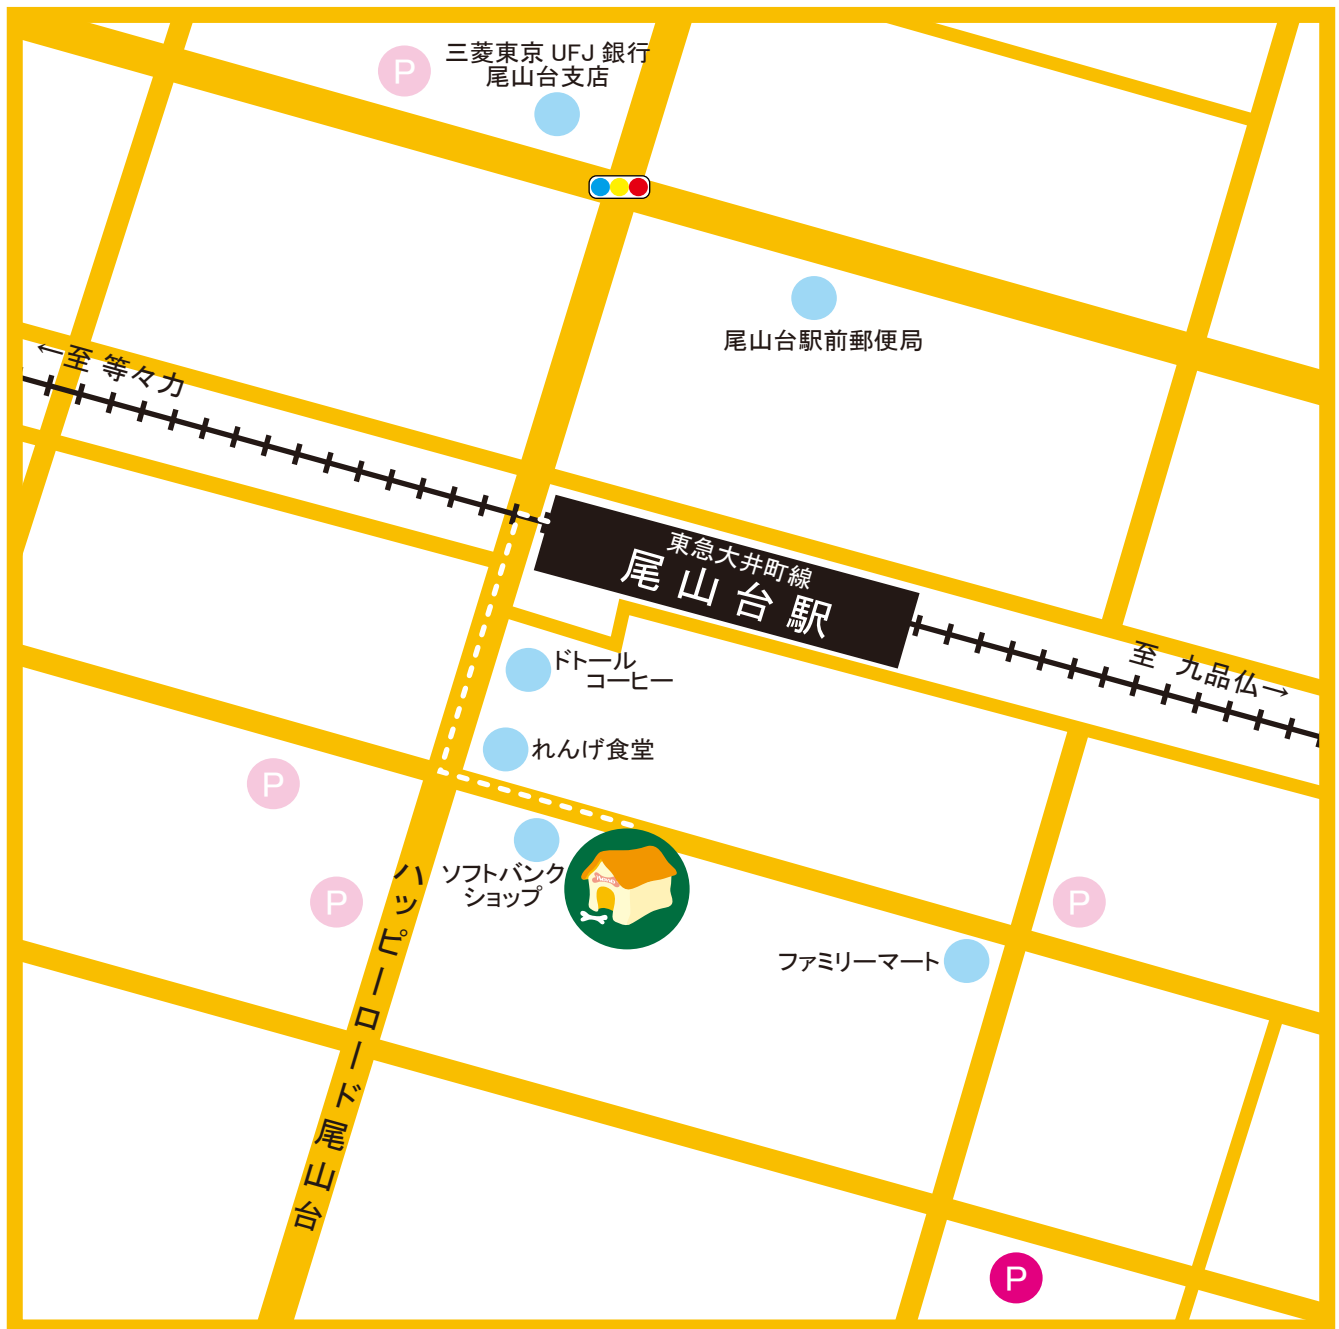 P
三菱東京 UFJ 銀行
尾山台支店
尾山台駅前郵便局
←至 等々力
東急大井町線
尾山台駅
至 九品仏→
ドトール
コーヒー
れんげ食堂
P
ソフトバンク
ショップ
P
P
ファミリーマート
ハッピーロード尾山台
P